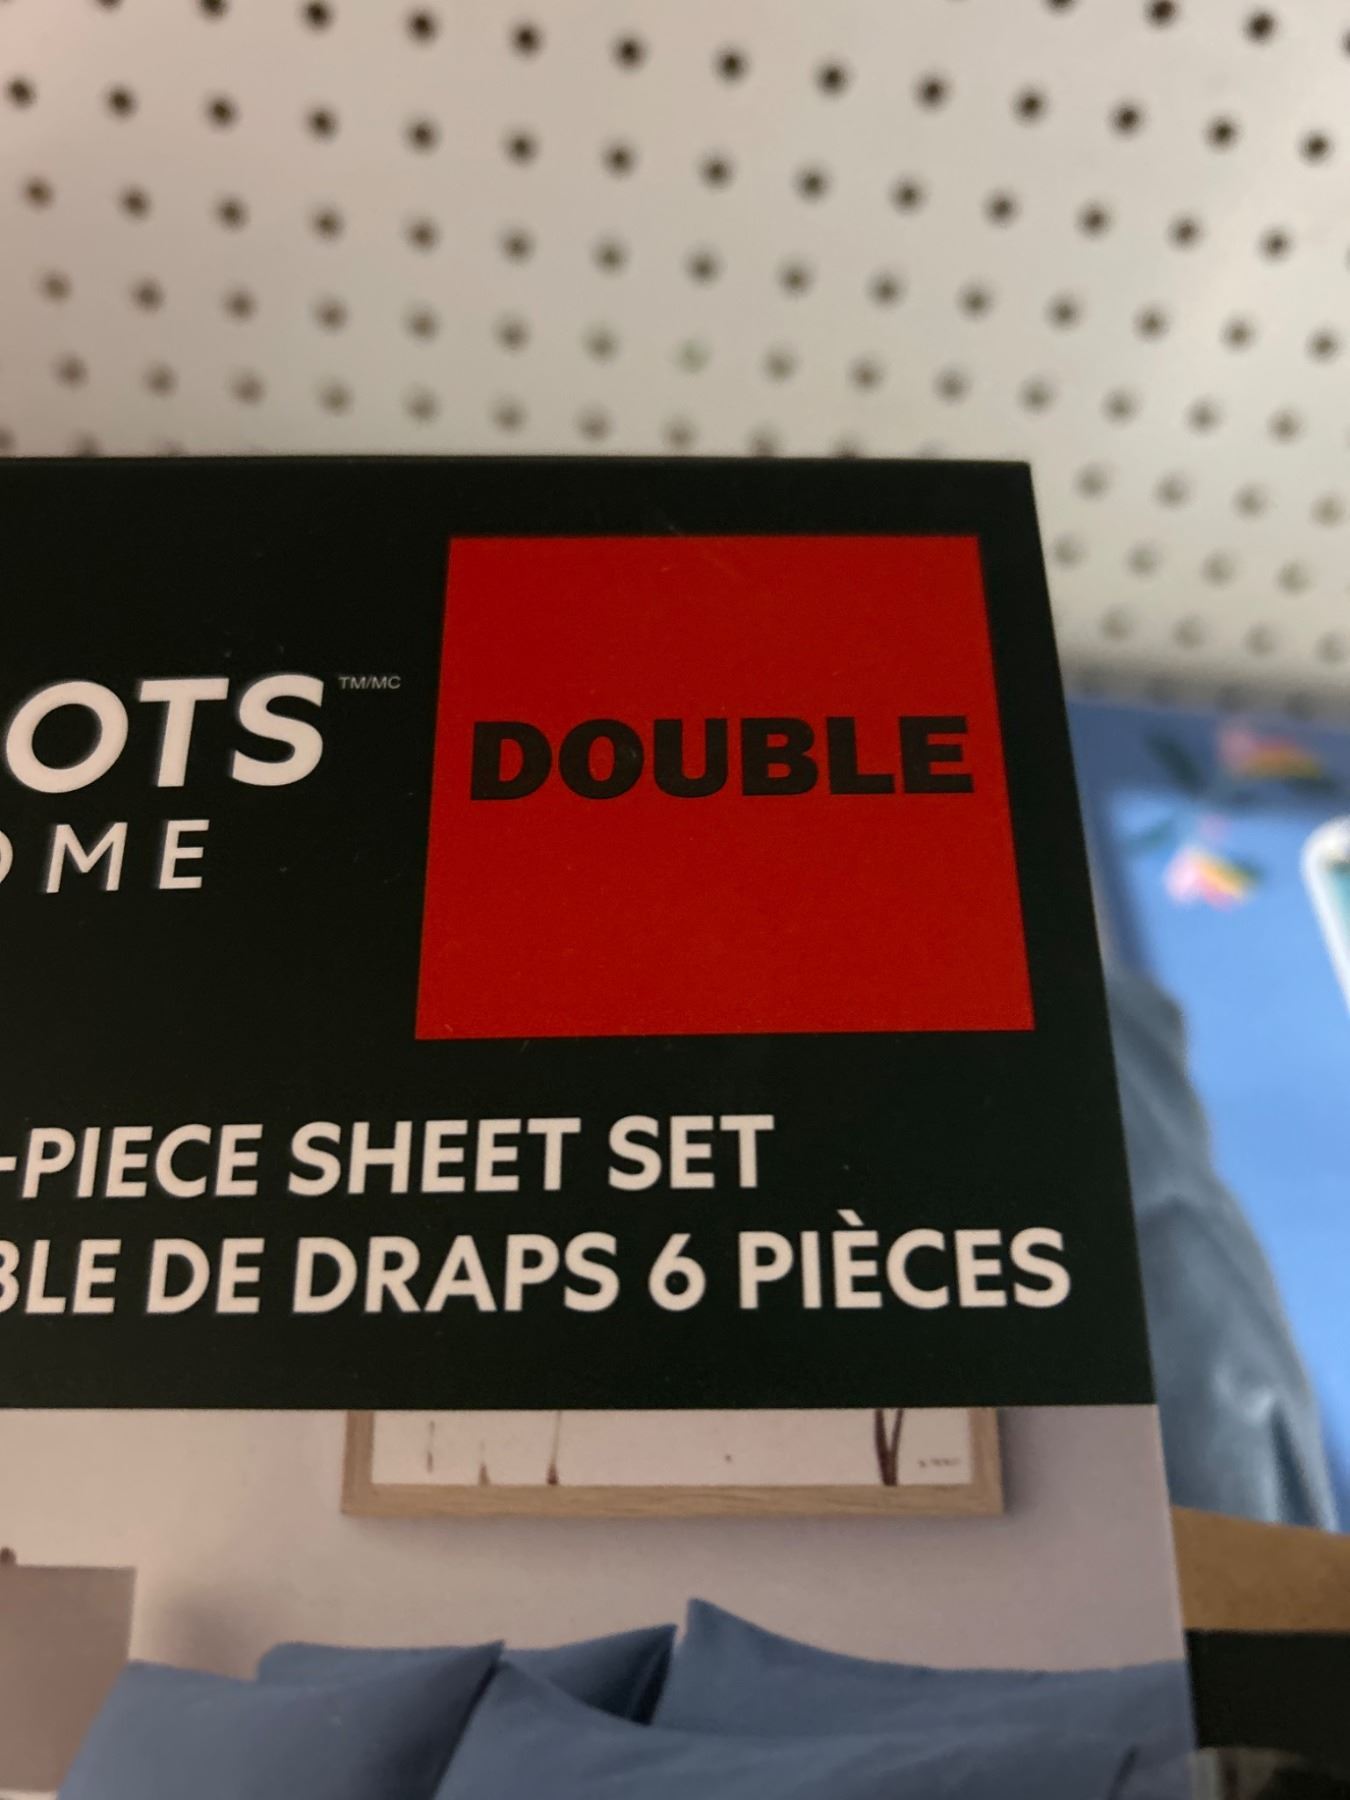 OTS TM/MC
OME
DOUBLE
-PIECE SHEET SET
BLE DE DRAPS 6 PIÈCES